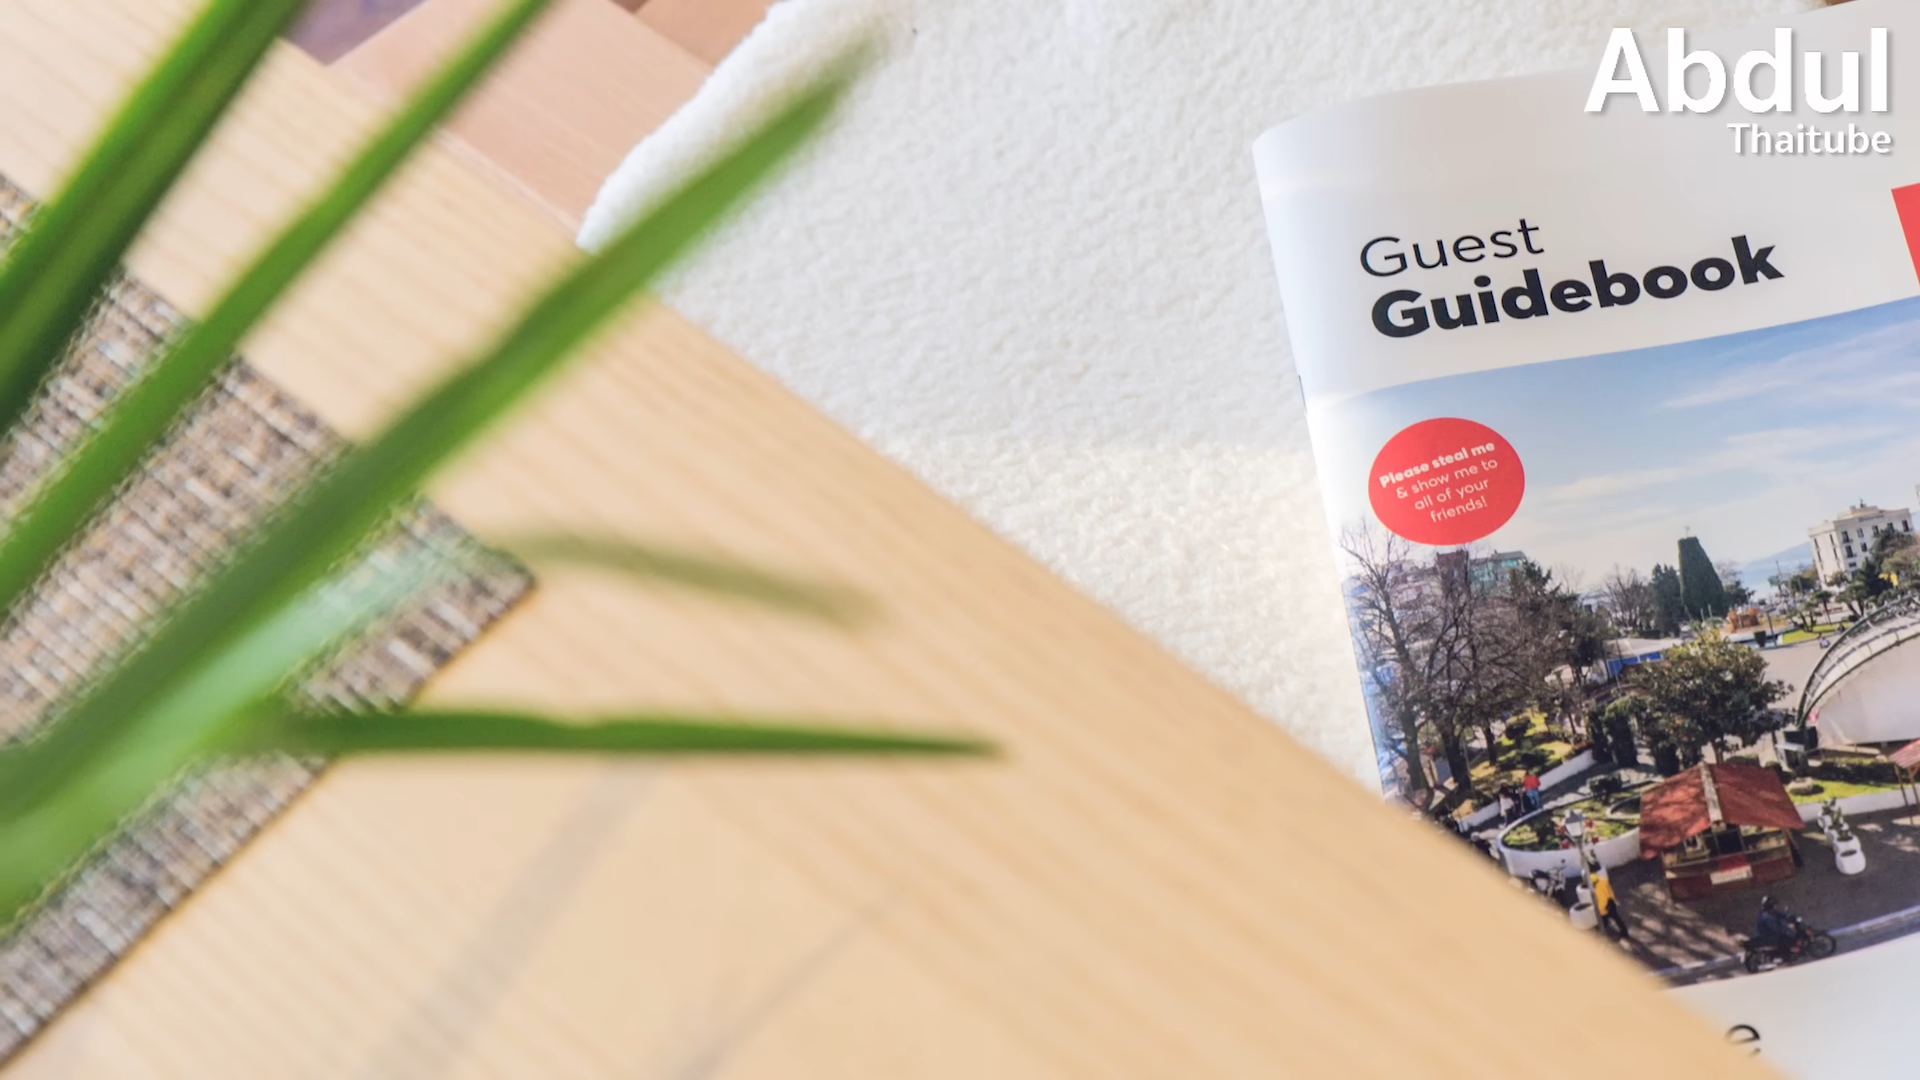 Abdul
Thaitube
Guest
Guidebook
Please steal me
& show me to
all of your
friends!
e